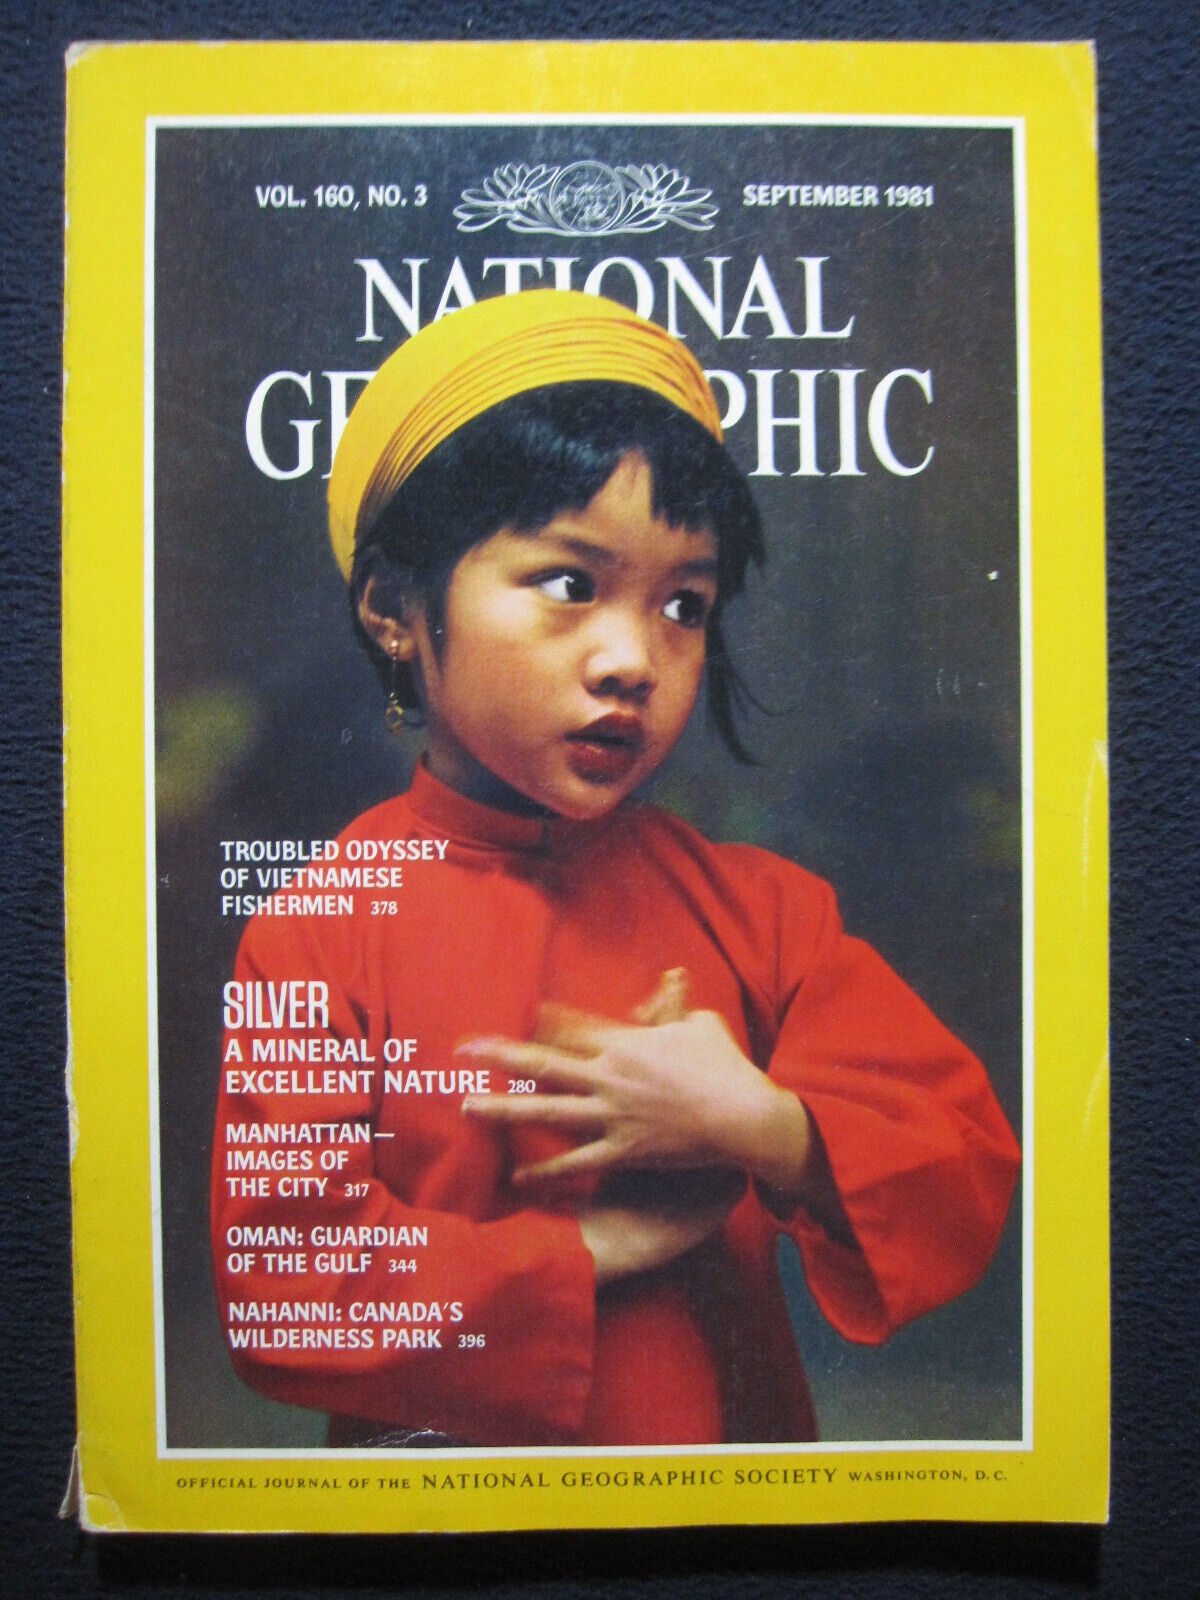 VOL. 160, NO. 3 SEPTEMBER 1981
NATIONAL
GE PHIC
TROUBLED ODYSSEY
OF VIETNAMESE
FISHERMEN 378
SILVER
A MINERAL OF
EXCELLENT NATURE 280
MANHATTAN—
IMAGES OF
THE CITY 317
OMAN: GUARDIAN
OF THE GULF 344
NAHANNI: CANADA'S
WILDERNESS PARK 396
OFFICIAL JOURNAL OF THE NATIONAL GEOGRAPHIC SOCIETY WASHINGTON, D.C.